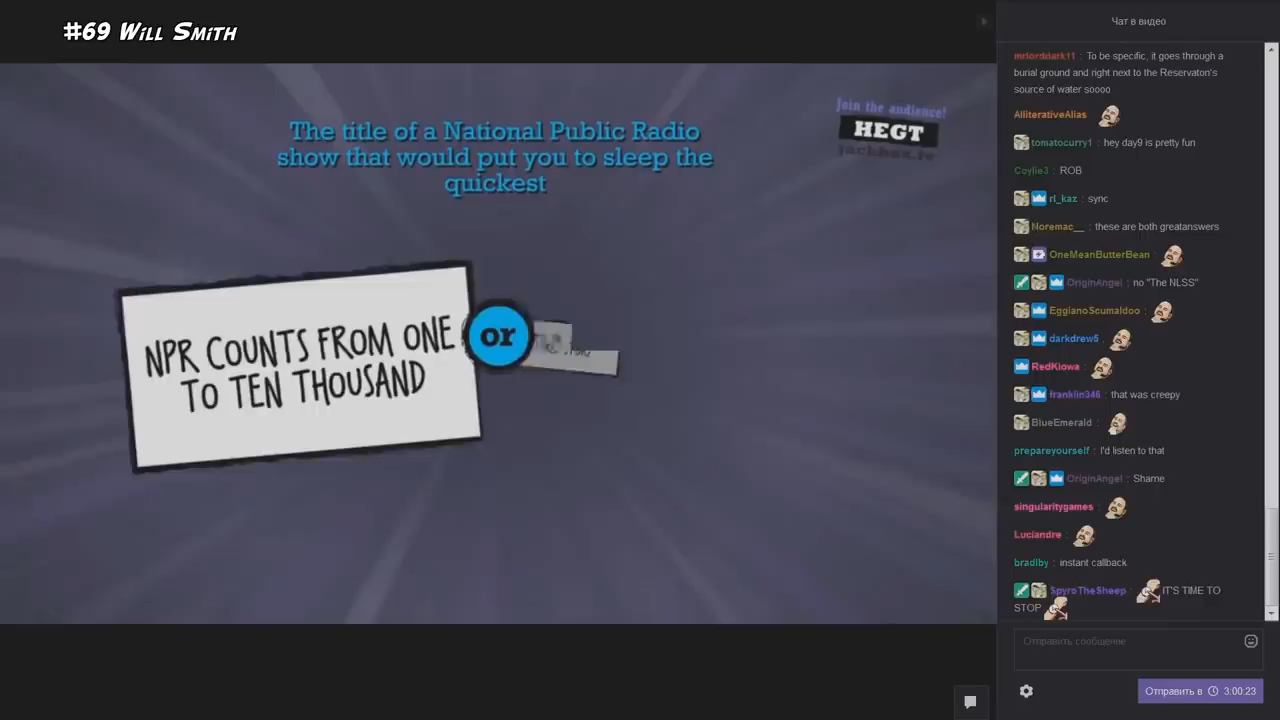 #69 Will Smith
Чат в видео
The title of a National Public Radio
show that would put you to sleep the
quickest
Join the audience!
HEGT
jackbox.tv
NPR COUNTS FROM ONE
TO TEN THOUSAND
or
mrlorddark11 : To be specific, it goes through a
burial ground and right next to the Reservaton's
source of water soooo
AlliterativeAlias :
tomatocurry1 : hey day9 is pretty fun
Coylie3 : ROB
rl_kaz : sync
Noremac__ : these are both greatanswers
OneMeanButterBean :
OriginAngel : no "The NLSS"
EggianoScumaldoo :
darkdrew5 :
RedKiowa :
franklin346 : that was creepy
BlueEmerald :
prepareyourself : I'd listen to that
OriginAngel : Shame
singularitygames :
Luciandre :
bradlby : instant callback
SpyroTheSheep : IT'S TIME TO
STOP
Отправить сообщение
Отправить в 3:00:23